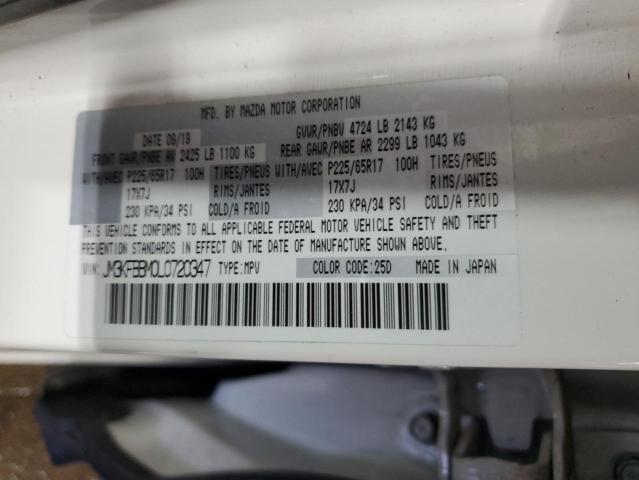 MFD. BY MAZDA MOTOR CORPORATION
DATE 09/19 GVWR/PNBV 4724 LB 2143 KG
FRONT GAWR/PNBE AV 2425 LB 1100 KG REAR GAWR/PNBE AR 2299 LB 1043 KG
WITH/AVEC P225/65R17 100H TIRES/PNEUS WITH/AVEC P225/65R17 100H TIRES/PNEUS
17X7J RIMS/JANTES 17X7J RIMS/JANTES
230 KPA/34 PSI COLD/A FROID 230 KPA/34 PSI COLD/A FROID
THIS VEHICLE CONFORMS TO ALL APPLICABLE FEDERAL MOTOR VEHICLE SAFETY AND THEFT
PREVENTION STANDARDS IN EFFECT ON THE DATE OF MANUFACTURE SHOWN ABOVE.
VIN: JM3KFBBM0L0720347 TYPE:MPV COLOR CODE:25D MADE IN JAPAN